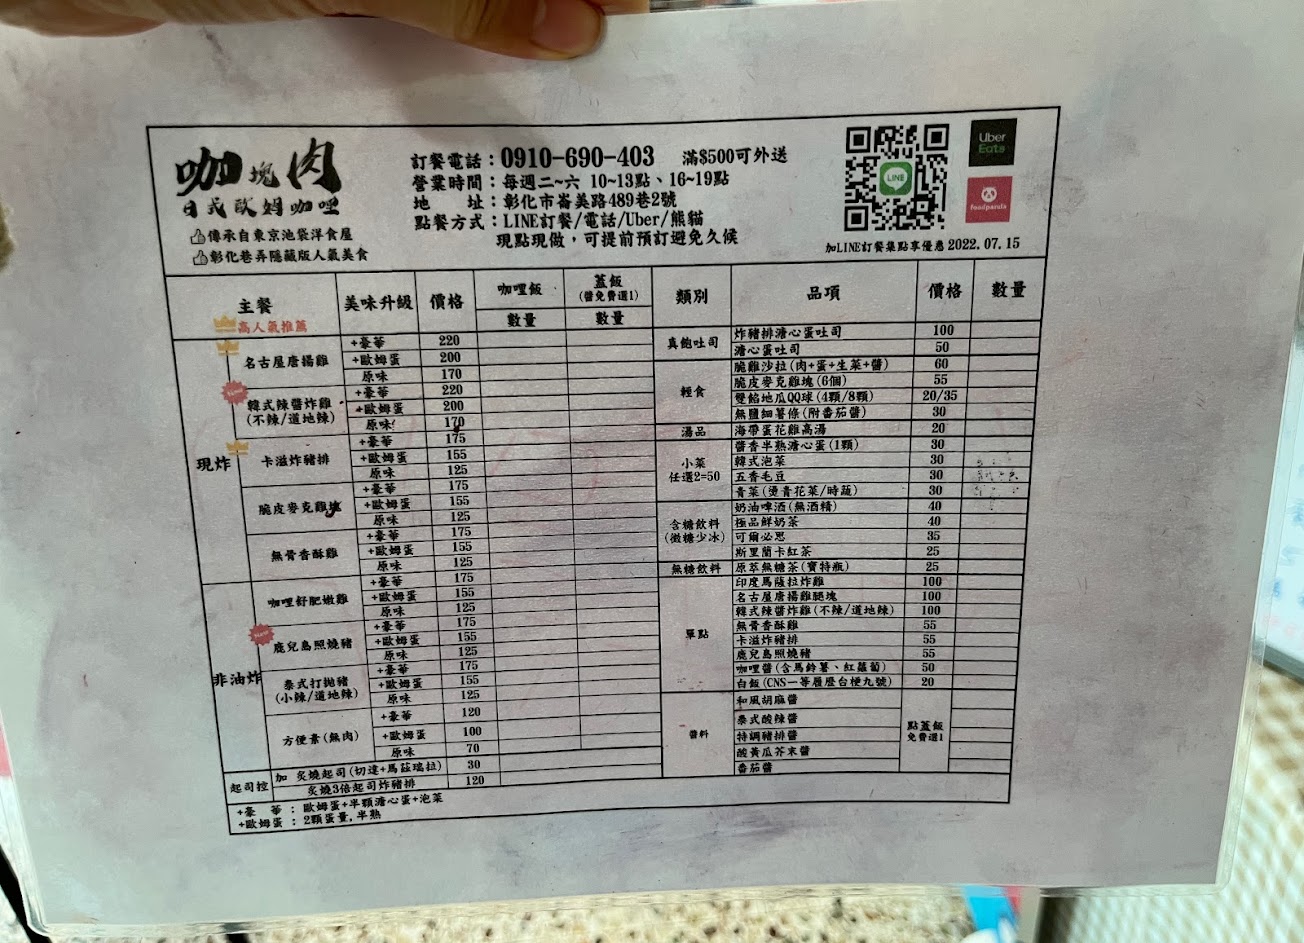 咖塊肉
日式歐姆咖哩
傳承自東京池袋洋食屋
彰化巷弄隱藏版人氣美食
訂餐電話：0910-690-403 滿$500可外送
營業時間：每週二~六 10~13點、16~19點
地 址：彰化市崙美路489巷2號
點餐方式：LINE訂餐/電話/Uber/熊貓
現點現做，可提前預訂避免久候
LINE
Uber Eats
foodpanda
加LINE訂餐集點享優惠 2022.07.15
主餐 高人氣推薦 美味升級 價格 咖哩飯 數量 蓋飯 (醬免費選1) 數量
現炸
名古屋唐揚雞 +豪華 220
+歐姆蛋 200
原味 170
New 韓式辣醬炸雞 (不辣/道地辣) +豪華 220
+歐姆蛋 200
原味 170
卡滋炸豬排 +豪華 175
+歐姆蛋 155
原味 125
脆皮麥克雞塊 +豪華 175
+歐姆蛋 155
原味 125
無骨香酥雞 +豪華 175
+歐姆蛋 155
原味 125
非油炸
咖哩舒肥嫩雞 +豪華 175
+歐姆蛋 155
原味 125
New 鹿兒島照燒豬 +豪華 175
+歐姆蛋 155
原味 125
泰式打拋豬 (小辣/道地辣) +豪華 175
+歐姆蛋 155
原味 125
方便素(無肉) +豪華 120
+歐姆蛋 100
原味 70
起司控 加 炙燒起司(切達+馬茲瑞拉) 30
炙燒3倍起司炸豬排 120
+豪 華 : 歐姆蛋+半顆溏心蛋+泡菜
+歐姆蛋 : 2顆蛋量,半熟
類別 品項 價格 數量
真飽吐司 炸豬排溏心蛋吐司 100
溏心蛋吐司 50
輕食 脆雞沙拉(肉+蛋+生菜+醬) 60
脆皮麥克雞塊(6個) 55
雙餡地瓜QQ球(4顆/8顆) 20/35
無鹽細薯條(附番茄醬) 30
湯品 海帶蛋花雞高湯 20
小菜 任選2=50 醬香半熟溏心蛋(1顆) 30
韓式泡菜 30
五香毛豆 30
青菜(燙青花菜/時蔬) 30
含糖飲料 (微糖少冰) 奶油啤酒(無酒精) 40
極品鮮奶茶 40
可爾必思 35
斯里蘭卡紅茶 25
無糖飲料 原萃無糖茶(寶特瓶) 25
單點 印度馬薩拉炸雞 100
名古屋唐揚雞腿塊 100
韓式辣醬炸雞(不辣/道地辣) 100
無骨香酥雞 55
卡滋炸豬排 55
鹿兒島照燒豬 55
咖哩醬(含馬鈴薯、紅蘿蔔) 50
白飯(CNS一等履歷台梗九號) 20
醬料 和風胡麻醬 點蓋飯 免費選1
泰式酸辣醬
特調豬排醬
酸黃瓜芥末醬
番茄醬